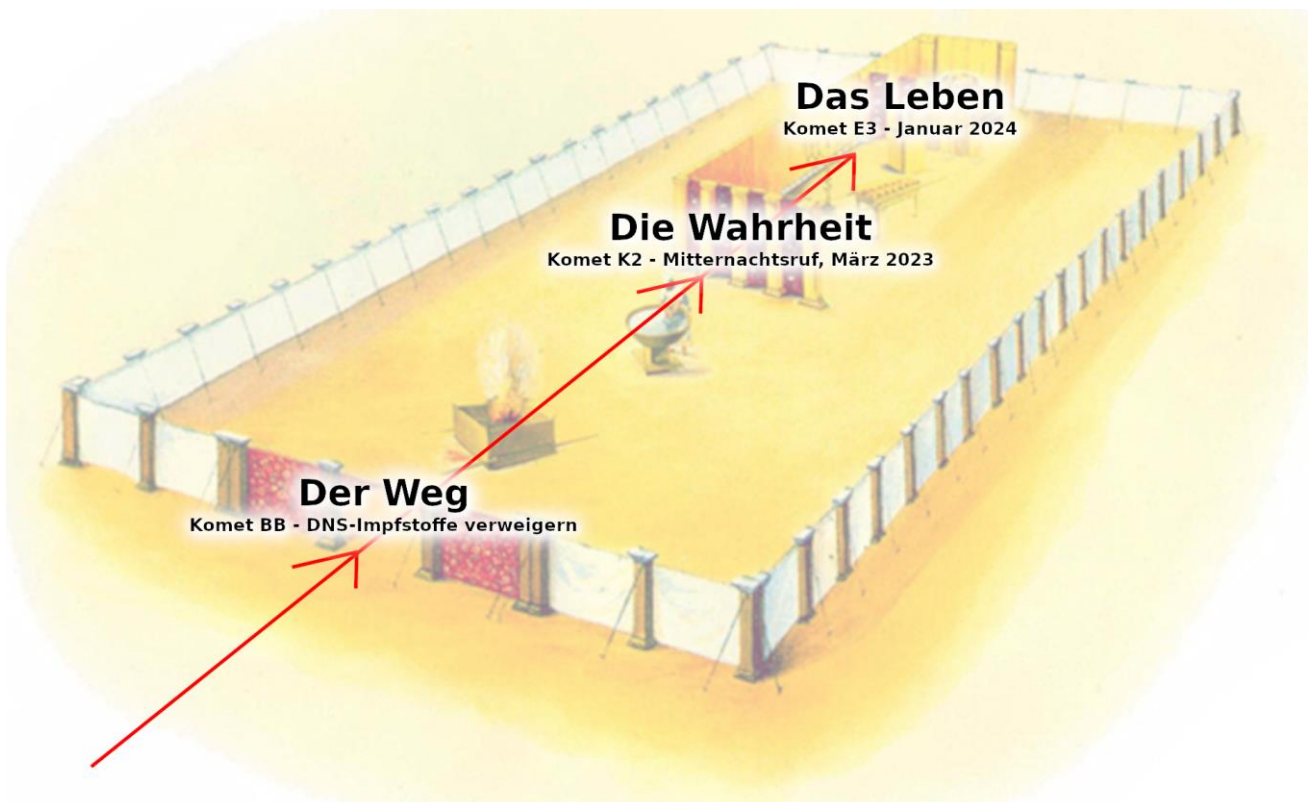 Das Leben
Komet E3 - Januar 2024
Die Wahrheit
Komet K2 - Mitternachtsruf, März 2023
Der Weg
Komet BB - DNS-Impfstoffe verweigern